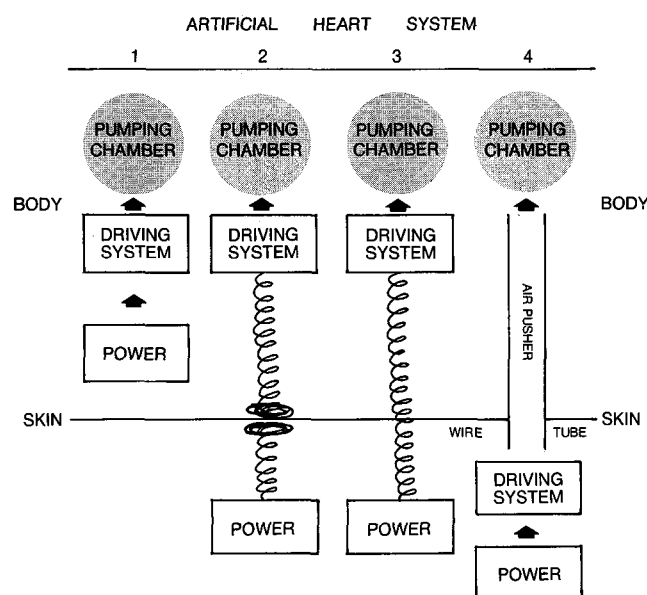 ARTIFICIAL HEART SYSTEM
1 2 3 4
PUMPING CHAMBER
PUMPING CHAMBER
PUMPING CHAMBER
PUMPING CHAMBER
BODY
BODY
DRIVING SYSTEM
DRIVING SYSTEM
DRIVING SYSTEM
AIR PUSHER
POWER
SKIN
WIRE
TUBE
SKIN
DRIVING SYSTEM
POWER
POWER
POWER